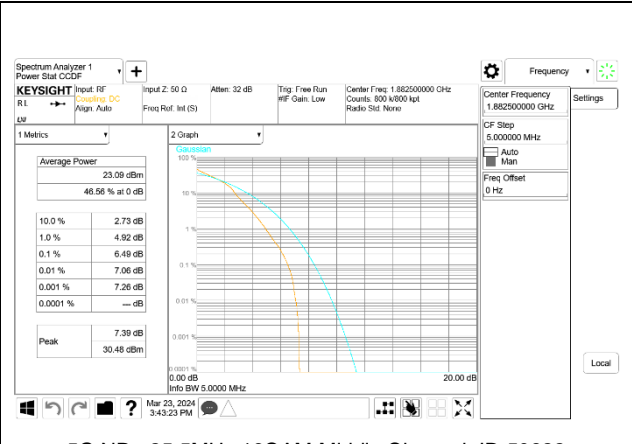 Spectrum Analyzer 1
Power Stat CCDF
Frequency
KEYSIGHT
RL
Input: RF
Coupling: DC
Align: Auto
Input Z: 50 Ω
Freq Ref: Int (S)
Atten: 32 dB
Trig: Free Run
#IF Gain: Low
Center Freq: 1.882500000 GHz
Counts: 800 k/800 kpt
Radio Std: None
Center Frequency
1.882500000 GHz
Settings
CF Step
5.000000 MHz
Auto
Man
Freq Offset
0 Hz
1 Metrics
2 Graph
Average Power
23.09 dBm
46.56 % at 0 dB
10.0 % 2.73 dB
1.0 % 4.92 dB
0.1 % 6.49 dB
0.01 % 7.06 dB
0.001 % 7.26 dB
0.0001 % --- dB
Peak 7.39 dB
30.48 dBm
Gaussian
100 %
10 %
1 %
0.1 %
0.01 %
0.001 %
0.0001 %
0.00 dB
20.00 dB
Info BW 5.0000 MHz
Local
?
Mar 23, 2024
3:43:23 PM